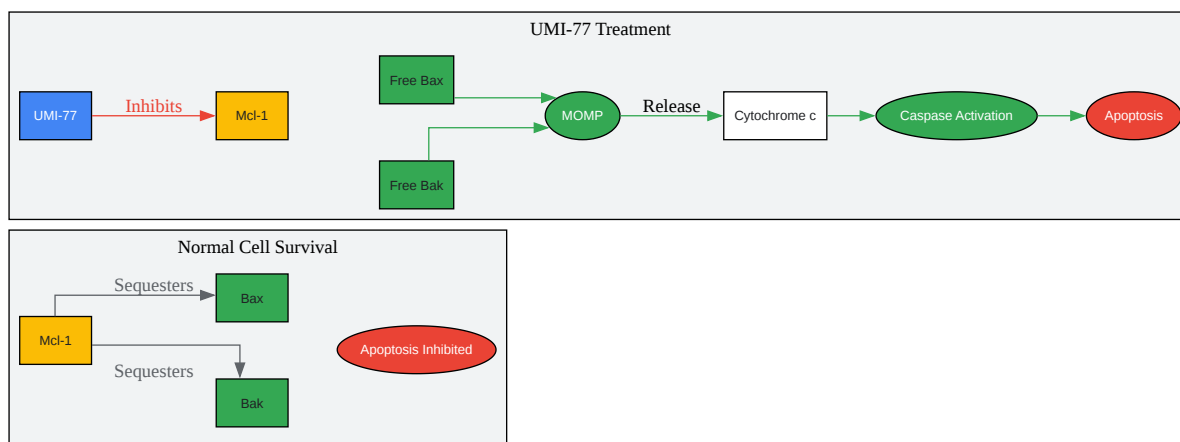 UMI-77 Treatment
UMI-77
Inhibits
Mcl-1
Free Bax
Free Bak
MOMP
Release
Cytochrome c
Caspase Activation
Apoptosis
Normal Cell Survival
Mcl-1
Sequesters
Sequesters
Bax
Bak
Apoptosis Inhibited